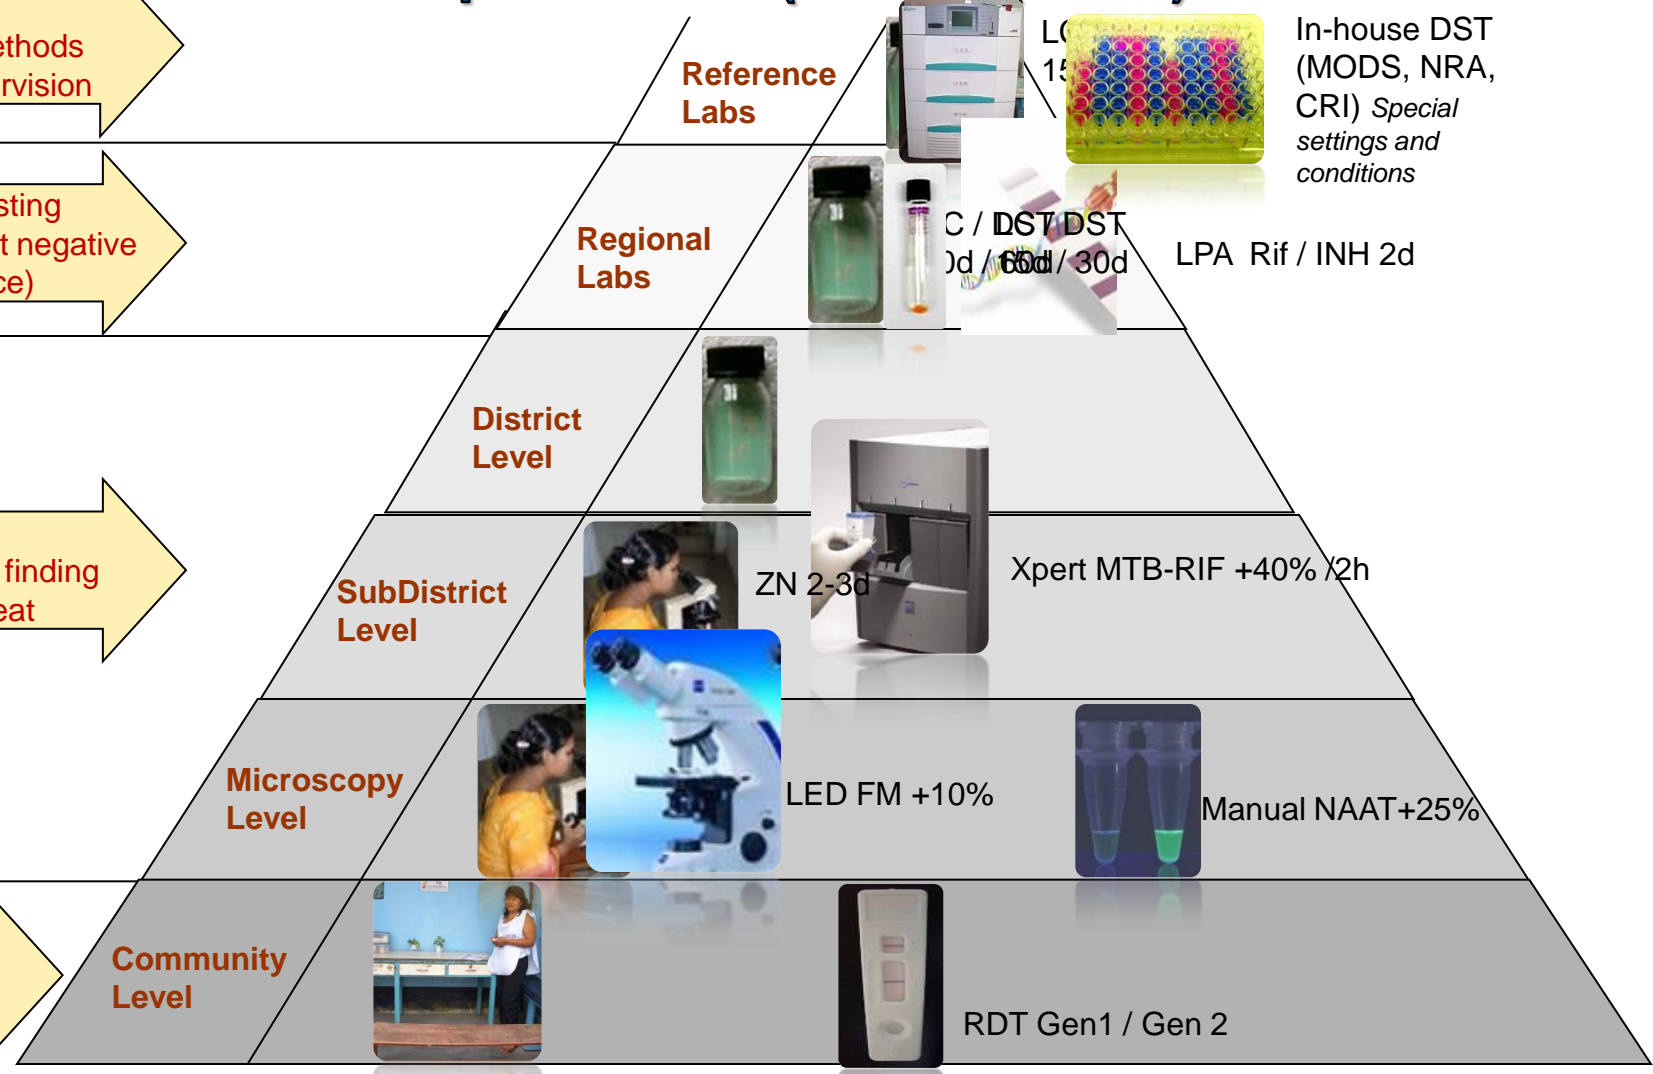 ethods
rvision
Reference
Labs
In-house DST
(MODS, NRA,
CRI) Special
settings and
conditions
sting
t negative
ce)
Regional
Labs
LPA Rif / INH 2d
District
Level
finding
eat
SubDistrict
Level
ZN 2-3d
Xpert MTB-RIF +40% /2h
Microscopy
Level
LED FM +10%
Manual NAAT+25%
Community
Level
RDT Gen1 / Gen 2